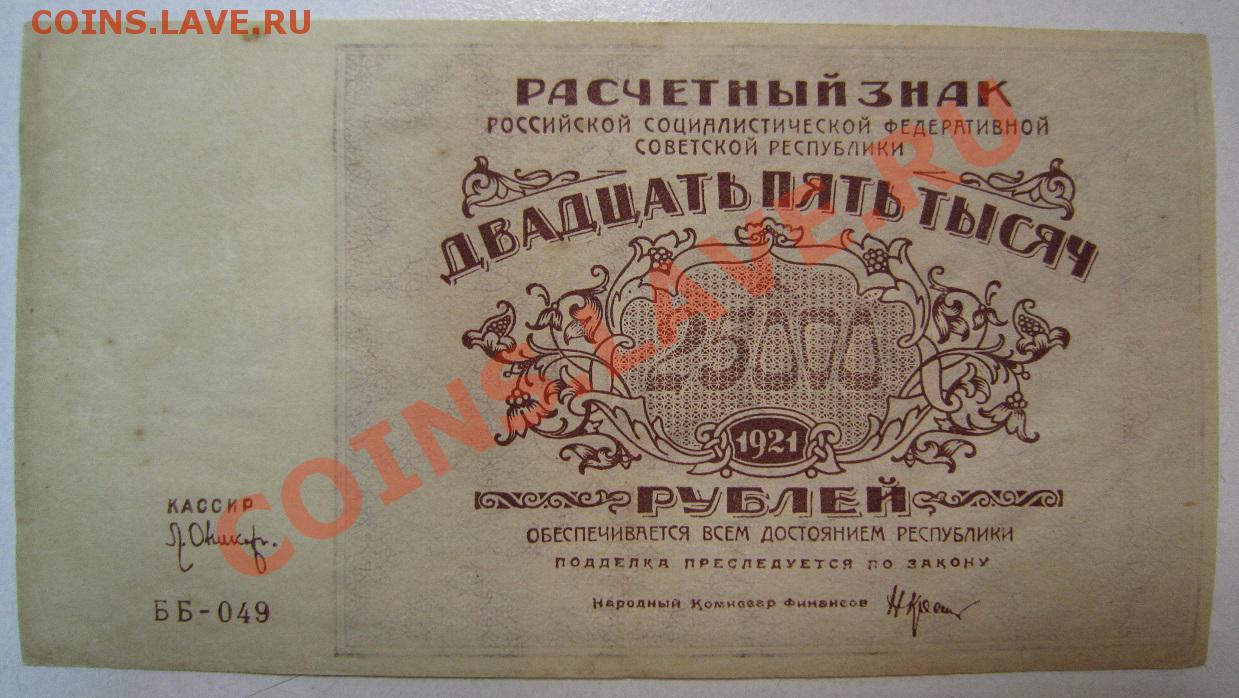 COINS.LAVE.RU
РАСЧЕТНЫЙ ЗНАК
РОССИЙСКОЙ СОЦИАЛИСТИЧЕСКОЙ ФЕДЕРАТИВНОЙ
СОВЕТСКОЙ РЕСПУБЛИКИ
ДВАДЦАТЬ ПЯТЬ ТЫСЯЧ
25000
1921
РУБЛЕЙ
ОБЕСПЕЧИВАЕТСЯ ВСЕМ ДОСТОЯНИЕМ РЕСПУБЛИКИ
ПОДДЕЛКА ПРЕСЛЕДУЕТСЯ ПО ЗАКОНУ
Народный Комиссар Финансов
КАССИР
ББ-049
COINS.LAVE.RU